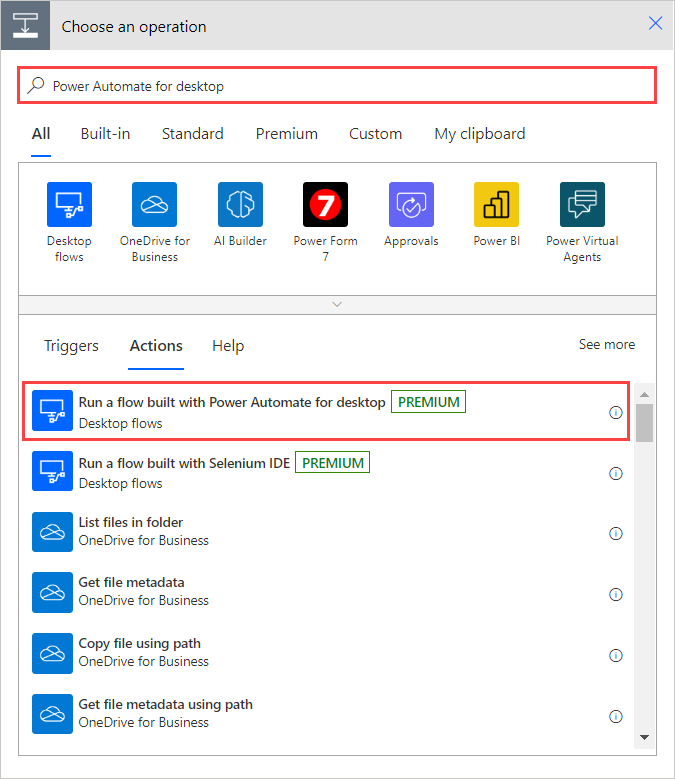 Choose an operation
Power Automate for desktop
All Built-in Standard Premium Custom My clipboard
7
Desktop flows
OneDrive for Business
AI Builder
Power Form 7
Approvals
Power BI
Power Virtual Agents
Triggers Actions Help See more
Run a flow built with Power Automate for desktop PREMIUM
Desktop flows
Run a flow built with Selenium IDE PREMIUM
Desktop flows
List files in folder
OneDrive for Business
Get file metadata
OneDrive for Business
Copy file using path
OneDrive for Business
Get file metadata using path
OneDrive for Business